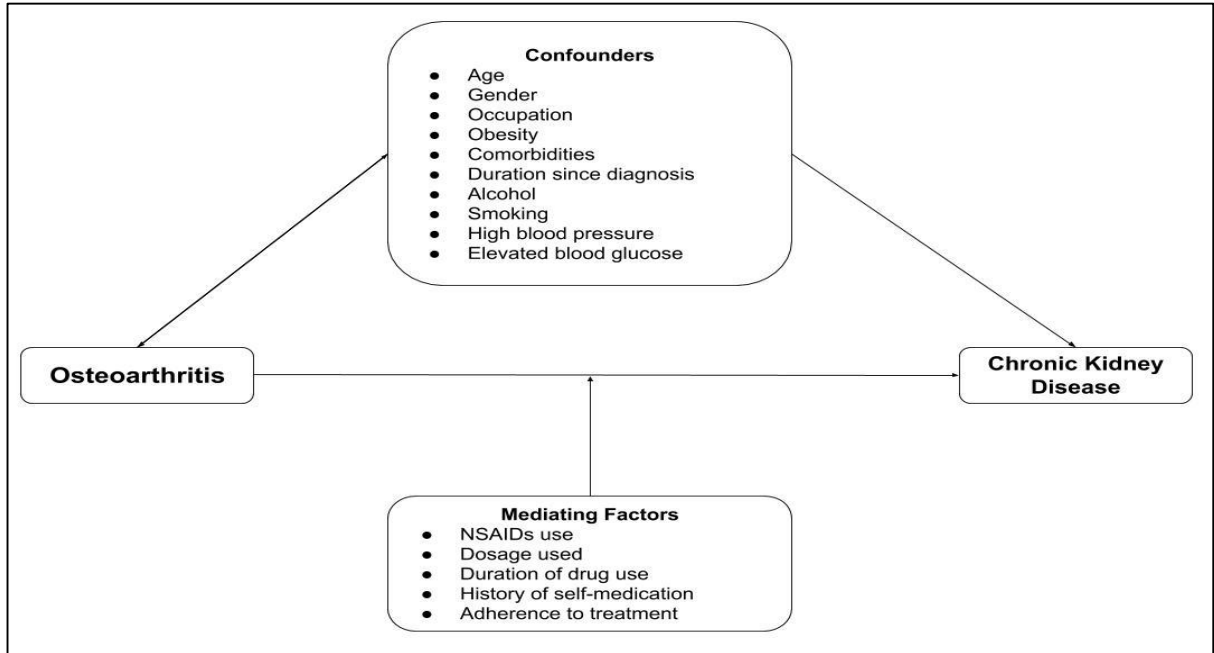 Confounders
● Age
● Gender
● Occupation
● Obesity
● Comorbidities
● Duration since diagnosis
● Alcohol
● Smoking
● High blood pressure
● Elevated blood glucose
Osteoarthritis
Chronic Kidney
Disease
Mediating Factors
● NSAIDs use
● Dosage used
● Duration of drug use
● History of self-medication
● Adherence to treatment